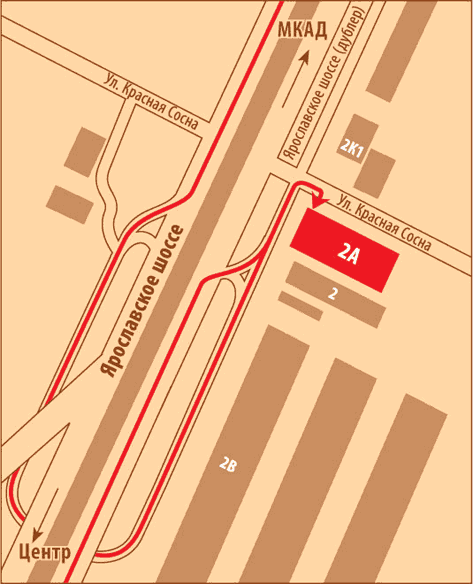 МКАД
Ул. Красная Сосна
Ярославское шоссе (дублер)
2К1
Ул. Красная Сосна
2А
Ярославское шоссе
2
2В
Центр